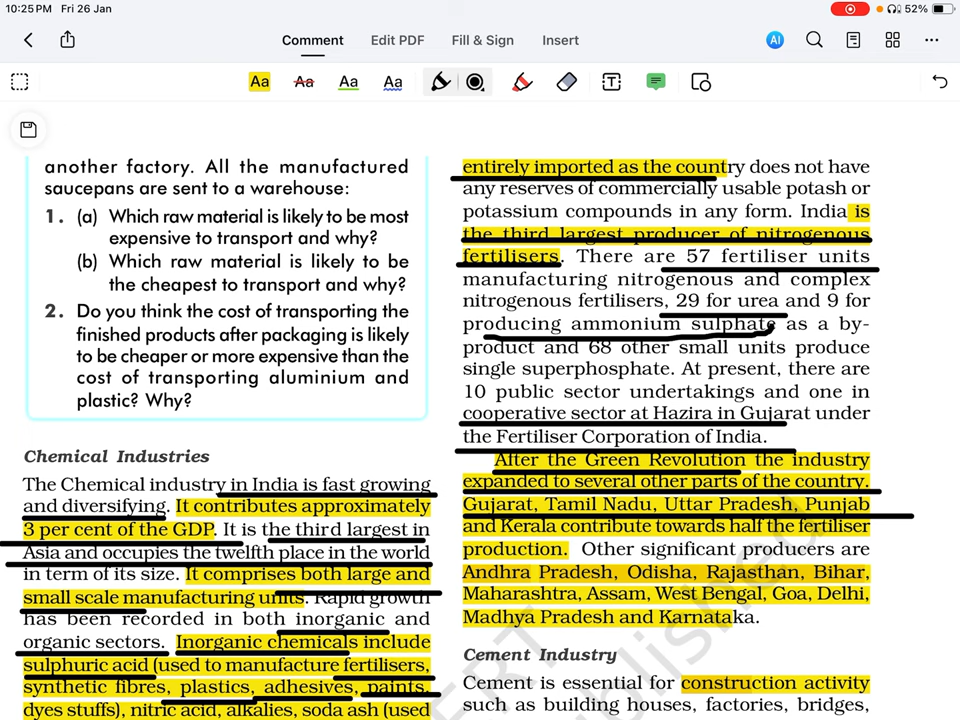 10:25 PM Fri 26 Jan
52%
Comment Edit PDF Fill & Sign Insert
AI
Aa Aa Aa Aa T
another factory. All the manufactured
saucepans are sent to a warehouse:
1. (a) Which raw material is likely to be most
expensive to transport and why?
(b) Which raw material is likely to be
the cheapest to transport and why?
2. Do you think the cost of transporting the
finished products after packaging is likely
to be cheaper or more expensive than the
cost of transporting aluminium and
plastic? Why?
Chemical Industries
The Chemical industry in India is fast growing
and diversifying. It contributes approximately
3 per cent of the GDP. It is the third largest in
Asia and occupies the twelfth place in the world
in term of its size. It comprises both large and
small scale manufacturing units. Rapid growth
has been recorded in both inorganic and
organic sectors. Inorganic chemicals include
sulphuric acid (used to manufacture fertilisers,
synthetic fibres, plastics, adhesives, paints,
dyes stuffs), nitric acid, alkalies, soda ash (used
entirely imported as the country does not have
any reserves of commercially usable potash or
potassium compounds in any form. India is
the third largest producer of nitrogenous
fertilisers. There are 57 fertiliser units
manufacturing nitrogenous and complex
nitrogenous fertilisers, 29 for urea and 9 for
producing ammonium sulphate as a by-
product and 68 other small units produce
single superphosphate. At present, there are
10 public sector undertakings and one in
cooperative sector at Hazira in Gujarat under
the Fertiliser Corporation of India.
After the Green Revolution the industry
expanded to several other parts of the country.
Gujarat, Tamil Nadu, Uttar Pradesh, Punjab
and Kerala contribute towards half the fertiliser
production. Other significant producers are
Andhra Pradesh, Odisha, Rajasthan, Bihar,
Maharashtra, Assam, West Bengal, Goa, Delhi,
Madhya Pradesh and Karnataka.
Cement Industry
Cement is essential for construction activity
such as building houses, factories, bridges,